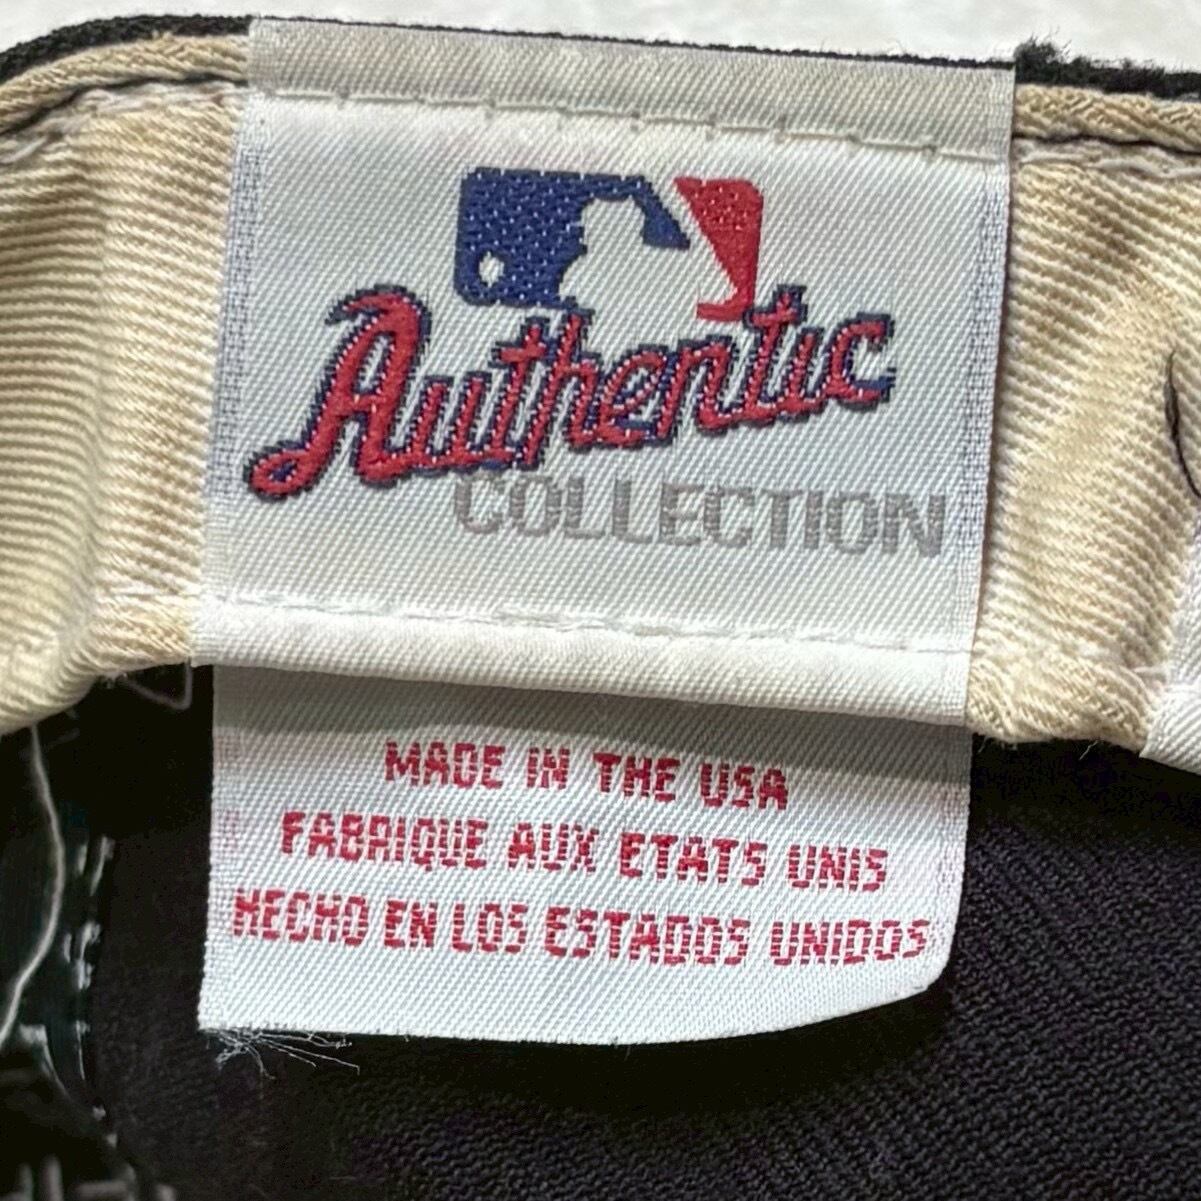 Authentic
COLLECTION
MADE IN THE USA
FABRIQUE AUX ETATS UNIS
HECHO EN LOS ESTADOS UNIDOS